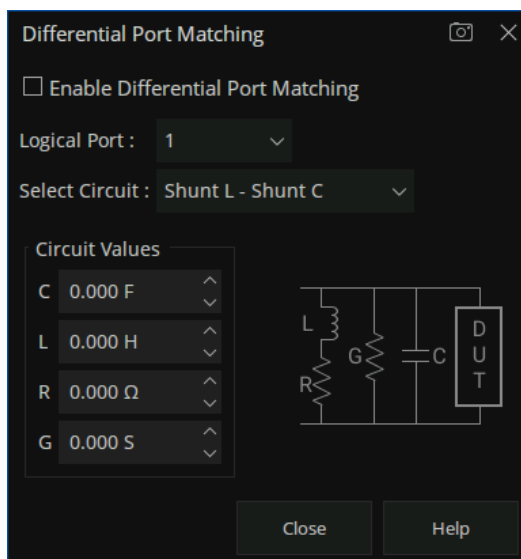 Differential Port Matching
Enable Differential Port Matching
Logical Port : 1
Select Circuit : Shunt L - Shunt C
Circuit Values
C 0.000 F
L 0.000 H
R 0.000 Ω
G 0.000 S
L
R
G
C
D
U
T
Close Help